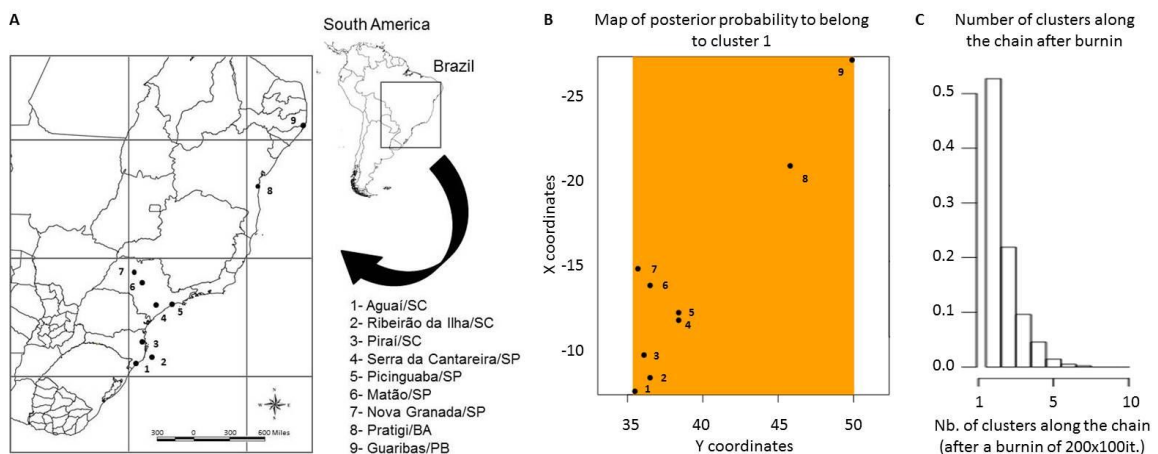 A
South America
Brazil
9
8
7
6
4
5
3
2
1
N
W
E
S
300
0
300
600 Miles
1- Aguaí/SC
2- Ribeirão da Ilha/SC
3- Piraí/SC
4- Serra da Cantareira/SP
5- Picinguaba/SP
6- Matão/SP
7- Nova Granada/SP
8- Pratigi/BA
9- Guaribas/PB
B
Map of posterior probability to belong
to cluster 1
X coordinates
-25
-20
-15
-10
9
8
7
6
5
4
3
2
1
35
40
45
50
Y coordinates
C
Number of clusters along
the chain after burnin
0.5
0.4
0.3
0.2
0.1
0.0
1
5
10
Nb. of clusters along the chain
(after a burnin of 200x100it.)